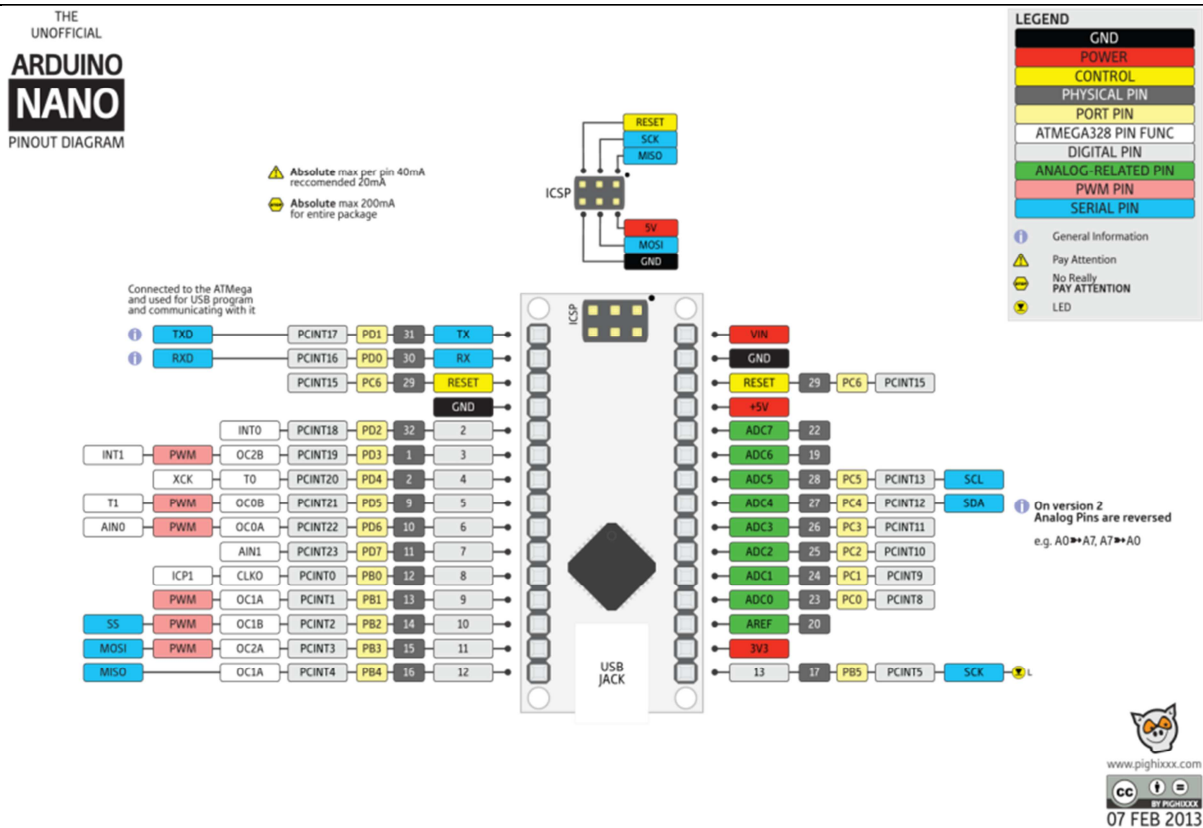 THE
UNOFFICIAL
ARDUINO
NANO
PINOUT DIAGRAM
LEGEND
GND
POWER
CONTROL
PHYSICAL PIN
PORT PIN
ATMEGA328 PIN FUNC
DIGITAL PIN
ANALOG-RELATED PIN
PWM PIN
SERIAL PIN
General Information
Pay Attention
No Really
PAY ATTENTION
LED
Absolute max per pin 40mA
reccomended 20mA
Absolute max 200mA
for entire package
RESET
SCK
MISO
ICSP
5V
MOSI
GND
Connected to the ATMega
and used for USB program
and communicating with it
ICSP
TXD PCINT17 PD1 31 TX
RXD PCINT16 PD0 30 RX
PCINT15 PC6 29 RESET
GND
INT0 PCINT18 PD2 32 2
INT1 PWM OC2B PCINT19 PD3 1 3
XCK T0 PCINT20 PD4 2 4
T1 PWM OC0B PCINT21 PD5 9 5
AIN0 PWM OC0A PCINT22 PD6 10 6
AIN1 PCINT23 PD7 11 7
ICP1 CLKO PCINT0 PB0 12 8
PWM OC1A PCINT1 PB1 13 9
SS PWM OC1B PCINT2 PB2 14 10
MOSI PWM OC2A PCINT3 PB3 15 11
MISO OC1A PCINT4 PB4 16 12
USB
JACK
VIN
GND
RESET 29 PC6 PCINT15
+5V
ADC7 22
ADC6 19
ADC5 28 PC5 PCINT13 SCL
ADC4 27 PC4 PCINT12 SDA
ADC3 26 PC3 PCINT11
ADC2 25 PC2 PCINT10
ADC1 24 PC1 PCINT9
ADC0 23 PC0 PCINT8
AREF 20
3V3
13 17 PB5 PCINT5 SCK L
On version 2
Analog Pins are reversed
e.g. A0➽A7, A7➽A0
www.pighixxx.com
cc
BY PIGHIXXX
07 FEB 2013